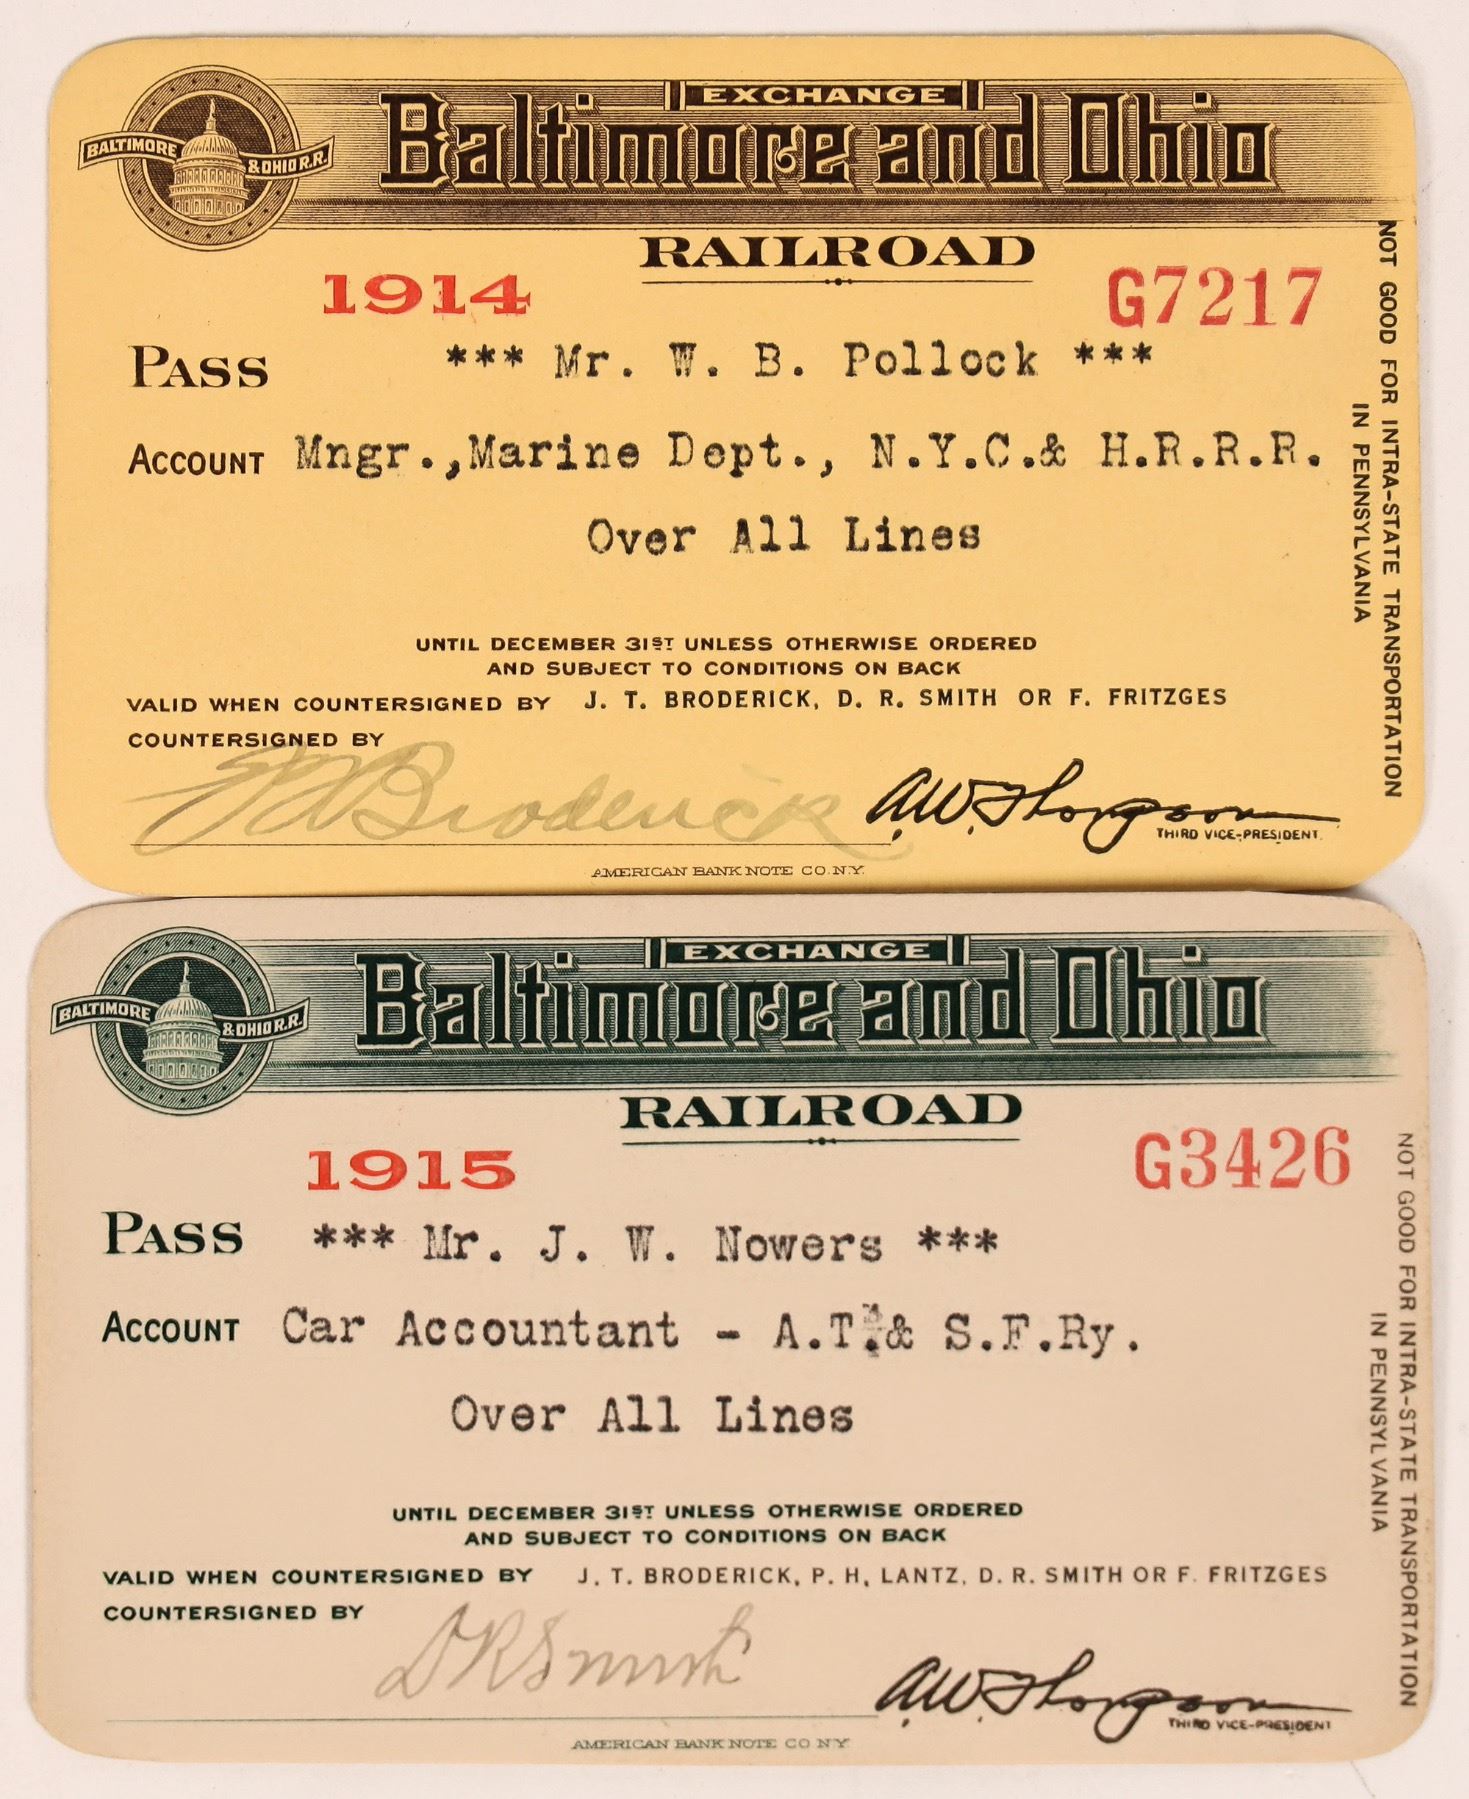 EXCHANGE
BALTIMORE & OHIO R.R.
Baltimore and Ohio
RAILROAD
1914
G7217
PASS *** Mr. W. B. Pollock ***
ACCOUNT Mngr.,Marine Dept., N.Y.C.& H.R.R.R.
Over All Lines
UNTIL DECEMBER 31ST UNLESS OTHERWISE ORDERED
AND SUBJECT TO CONDITIONS ON BACK
VALID WHEN COUNTERSIGNED BY J. T. BRODERICK, D. R. SMITH OR F. FRITZGES
COUNTERSIGNED BY
J T Broderick
A.W. Thompson
THIRD VICE-PRESIDENT.
AMERICAN BANK NOTE CO. N.Y.
NOT GOOD FOR INTRA-STATE TRANSPORTATION
IN PENNSYLVANIA
EXCHANGE
BALTIMORE & OHIO R.R.
Baltimore and Ohio
RAILROAD
1915
G3426
PASS *** Mr. J. W. Nowers ***
ACCOUNT Car Accountant - A.T.& S.F.Ry.
Over All Lines
UNTIL DECEMBER 31ST UNLESS OTHERWISE ORDERED
AND SUBJECT TO CONDITIONS ON BACK
VALID WHEN COUNTERSIGNED BY J. T. BRODERICK, P. H. LANTZ, D. R. SMITH OR F. FRITZGES
COUNTERSIGNED BY
D R Smith
A.W. Thompson
THIRD VICE-PRESIDENT
AMERICAN BANK NOTE CO N.Y.
NOT GOOD FOR INTRA-STATE TRANSPORTATION
IN PENNSYLVANIA